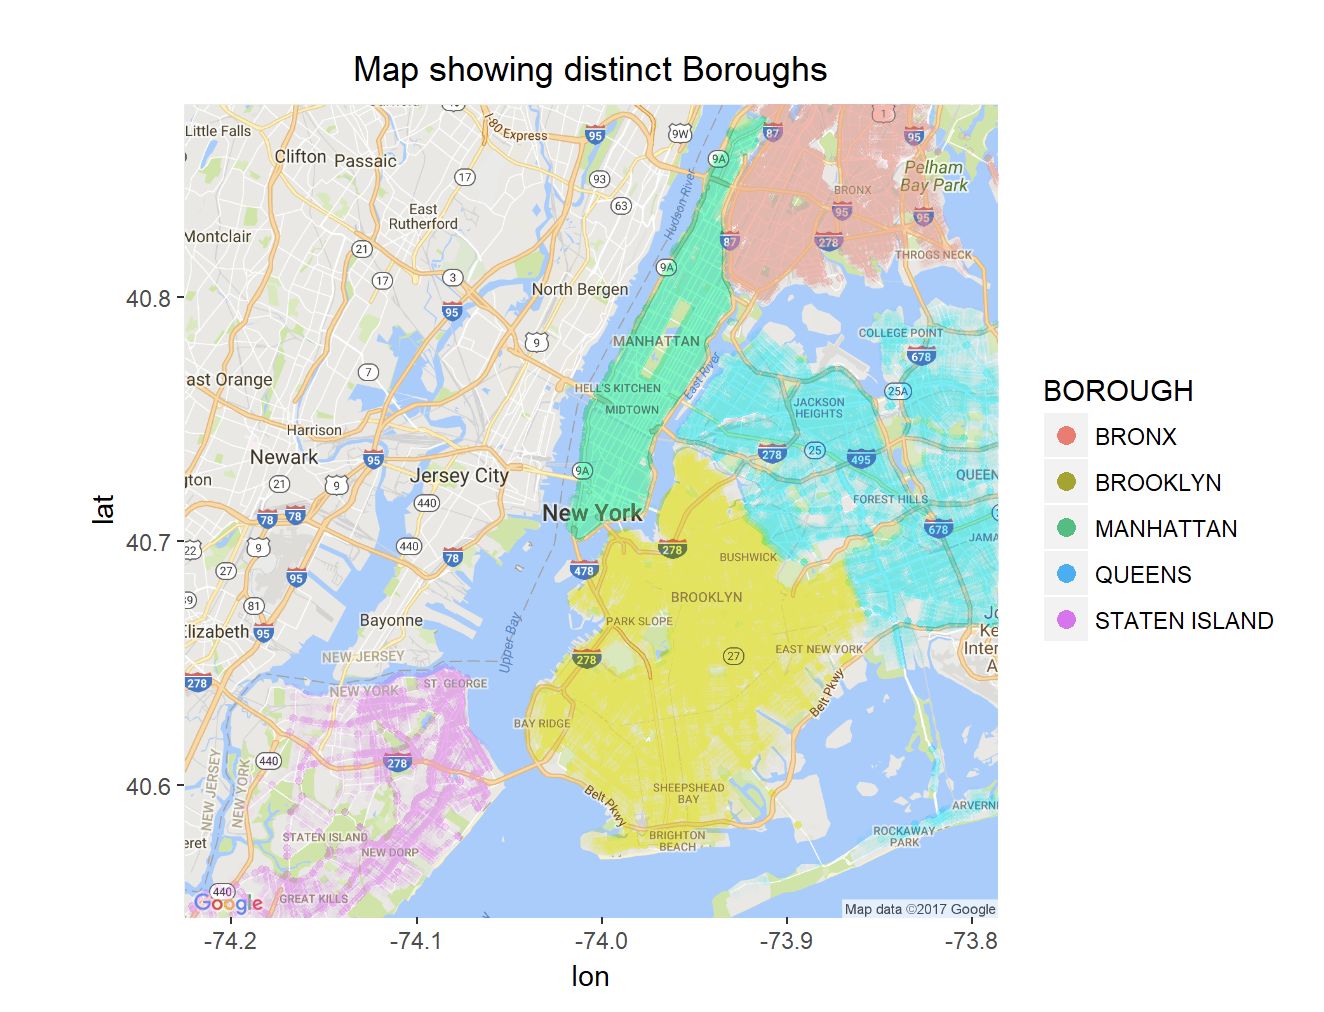 Map showing distinct Boroughs
Little Falls
I-80 Express
95
9W
9A
87
1
95
Clifton
Passaic
17
93
63
Pelham
Bay Park
BRONX
East
Rutherford
Hudson River
95
95
Montclair
21
87
278
THROGS NECK
17
3
9A
North Bergen
40.8
95
9
MANHATTAN
COLLEGE POINT
678
ast Orange
7
HELL'S KITCHEN
East River
25A
MIDTOWN
JACKSON
HEIGHTS
Harrison
Newark
95
Jersey City
9A
278
25
495
QUEEN
gton
21
9
440
New York
FOREST HILLS
78
78
678
JAMA
40.7
lat
22
9
440
78
278
BUSHWICK
27
95
478
39
81
BROOKLYN
Elizabeth
95
Bayonne
PARK SLOPE
Jo
Ke
Inter
A
Upper Bay
NEW JERSEY
278
27
EAST NEW YORK
278
NEW YORK
ST. GEORGE
Belt Pkwy
BAY RIDGE
440
278
40.6
NEW JERSEY
NEW YORK
Belt Pkwy
SHEEPSHEAD
BAY
ARVERN
eret
STATEN ISLAND
NEW DORP
BRIGHTON
BEACH
ROCKAWAY
PARK
440
GREAT KILLS
Google
Map data ©2017 Google
-74.2
-74.1
-74.0
-73.9
-73.8
lon
BOROUGH
BRONX
BROOKLYN
MANHATTAN
QUEENS
STATEN ISLAND